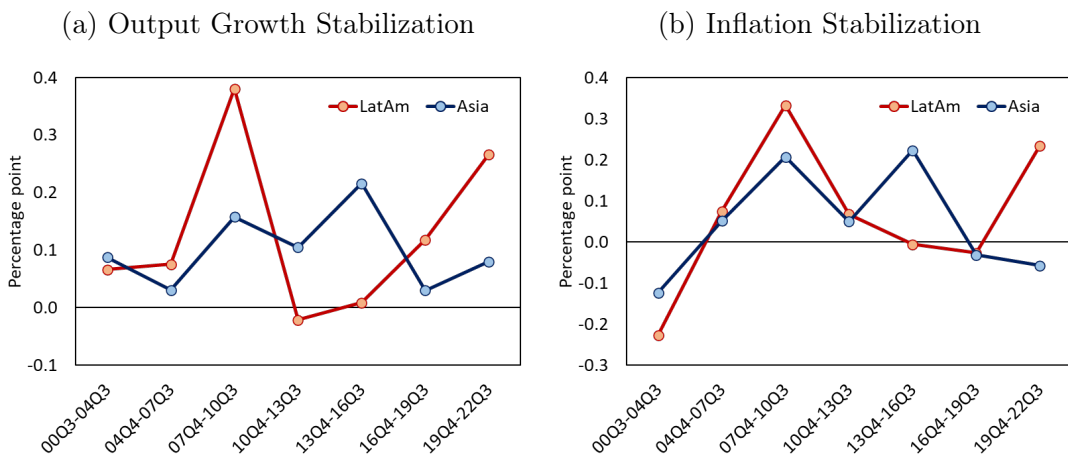 (a) Output Growth Stabilization
0.4
0.3
0.2
0.1
0.0
-0.1
Percentage point
LatAm
Asia
00Q3-04Q3
04Q4-07Q3
07Q4-10Q3
10Q4-13Q3
13Q4-16Q3
16Q4-19Q3
19Q4-22Q3
(b) Inflation Stabilization
0.4
0.3
0.2
0.1
0.0
-0.1
-0.2
-0.3
Percentage point
LatAm
Asia
00Q3-04Q3
04Q4-07Q3
07Q4-10Q3
10Q4-13Q3
13Q4-16Q3
16Q4-19Q3
19Q4-22Q3